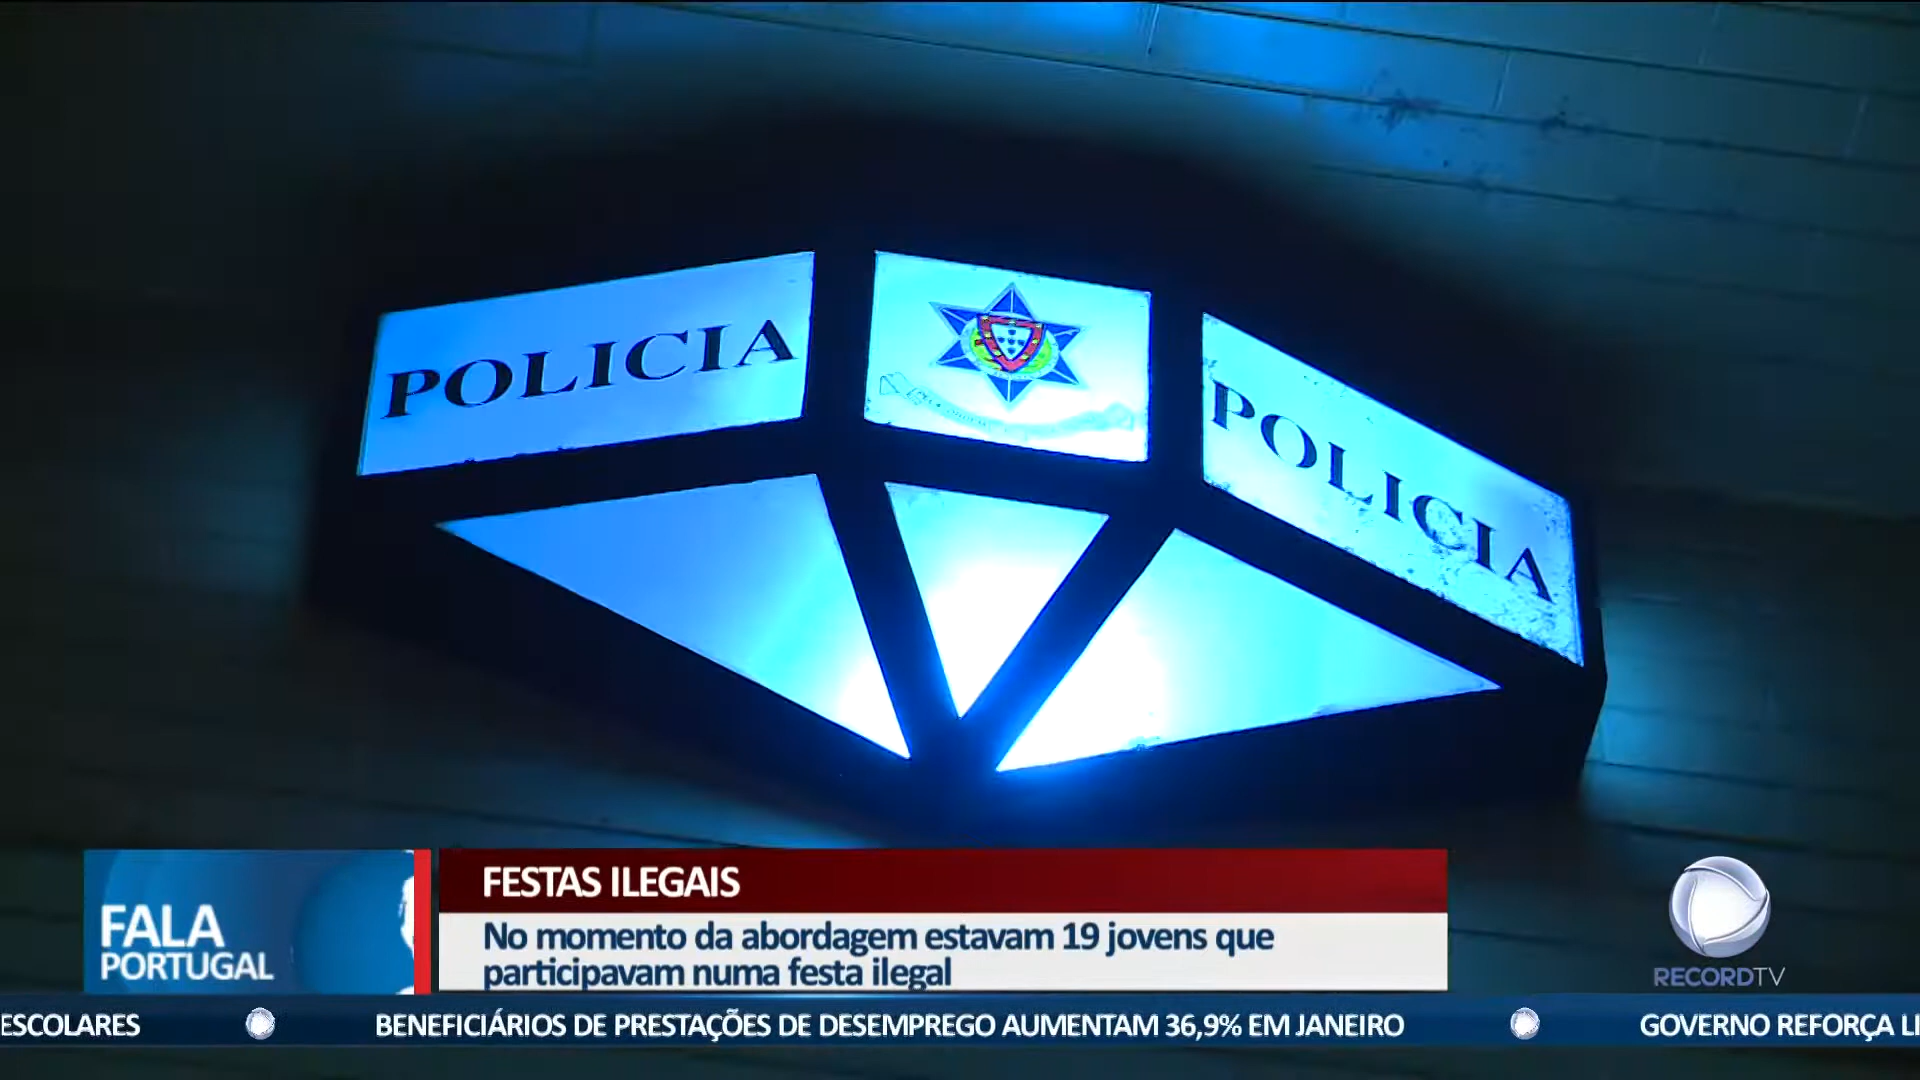 POLICIA
POLICIA
FESTAS ILEGAIS
No momento da abordagem estavam 19 jovens que
participavam numa festa ilegal
FALA
PORTUGAL
RECORDTV
ESCOLARES
BENEFICIÁRIOS DE PRESTAÇÕES DE DESEMPREGO AUMENTAM 36,9% EM JANEIRO
GOVERNO REFORÇA